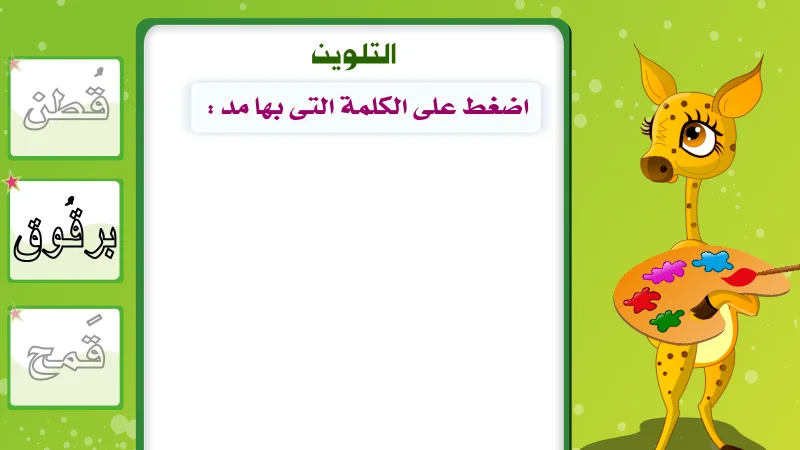 التلوين
اضغط على الكلمة التى بها مد :
قُطن
برقُوق
قَمح